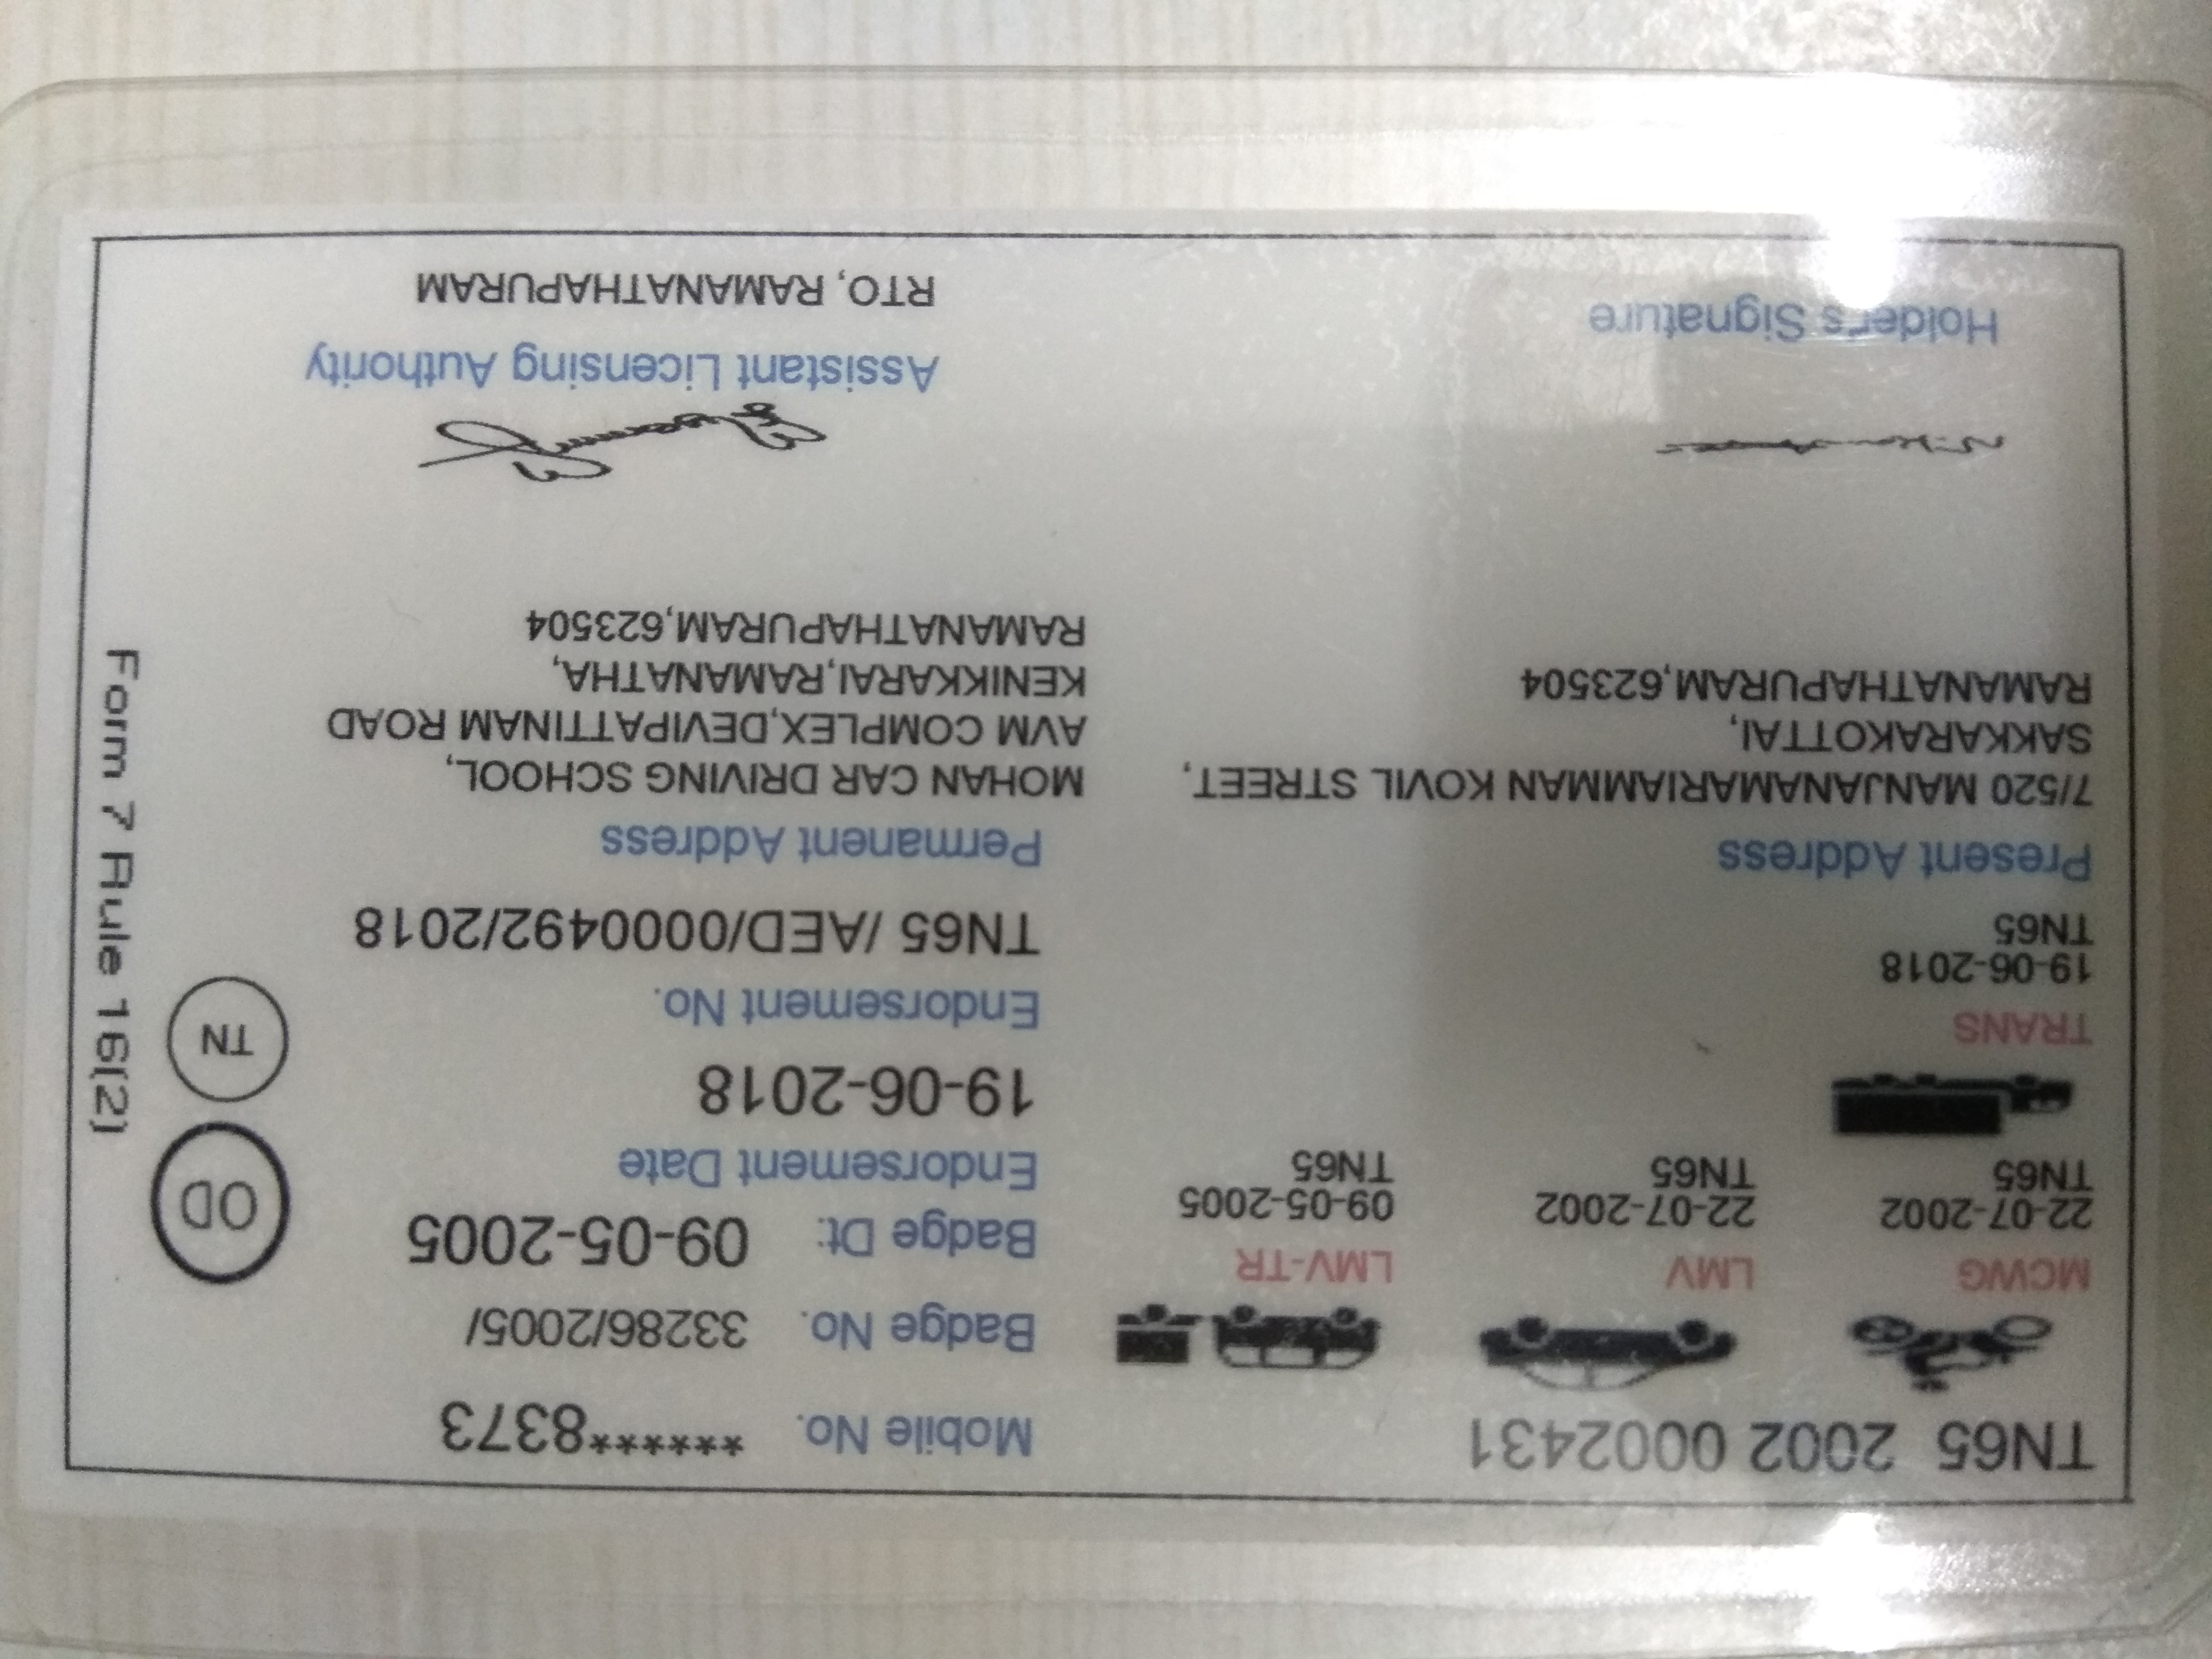 TN65 2002 0002431
Mobile No. ******8373
MCWG
22-07-2002
TN65
LMV
22-07-2002
TN65
LMV-TR
09-05-2005
TN65
Badge No. 33286/2005/
Badge Dt: 09-05-2005
Endorsement Date
19-06-2018
Endorsement No.
TN65 /AED/0000492/2018
TRANS
19-06-2018
TN65
Present Address
7/520 MANJANAMARIAMMAN KOVIL STREET,
SAKKARAKOTTAI,
RAMANATHAPURAM,623504
Permanent Address
MOHAN CAR DRIVING SCHOOL,
AVM COMPLEX,DEVIPATTINAM ROAD
KENIKKARAI,RAMANATHA,
RAMANATHAPURAM,623504
Holder's Signature
Assistant Licensing Authority
RTO, RAMANATHAPURAM
OD
TN
Form 7 Rule 16(2)